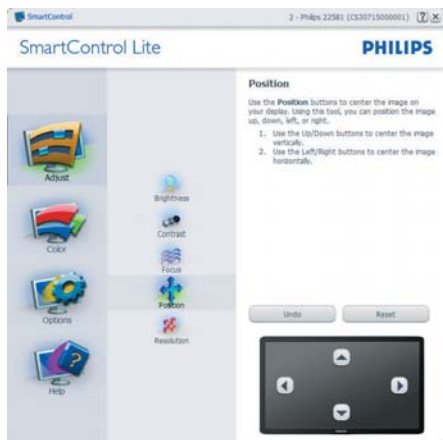 SmartControl
2 - Philips 225B1 (CS30715000001)
SmartControl Lite
PHILIPS
Adjust
Color
Options
Help
Brightness
Contrast
Focus
Position
Resolution
Position
Use the Position buttons to center the image on
your display. Using this tool, you can position the image
up, down, left, or right.
1. Use the Up/Down buttons to center the image
vertically.
2. Use the Left/Right buttons to center the image
horizontally.
Undo
Reset